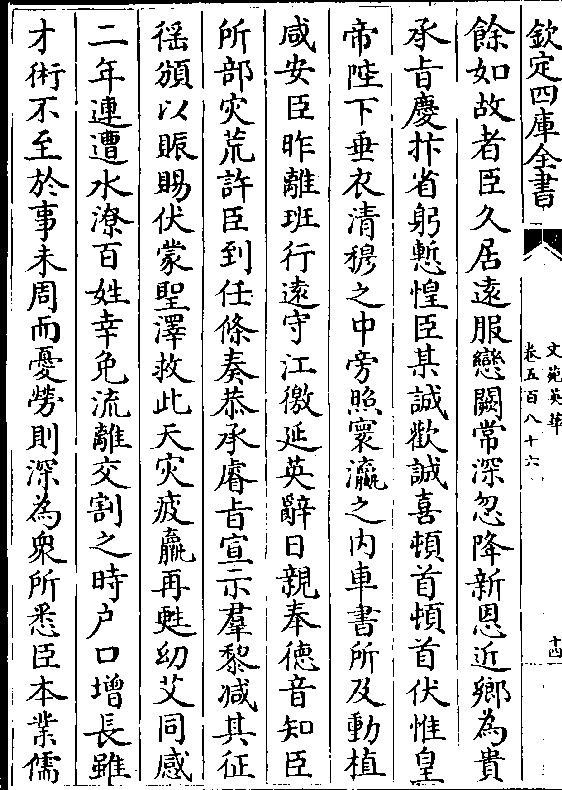 欽定四庫全書
文苑英華
卷五百八十六
十四
餘如故者臣久居遠服戀闕常深忽降新恩近鄉為貴
承旨慶抃省躬慙惶臣某誠歡誠喜頓首頓首伏惟皇
帝陛下垂衣清穆之中旁照寰瀛之内車書所及動植
咸安臣昨離班行遠守江徼延英辭日親奉德音知臣
所部灾荒許臣到任條奏恭承睿旨宣示羣黎减其征
徭頒以賑賜伏蒙聖澤救此天灾疲羸再甦幼艾同感
二年連遭水潦百姓幸免流離交割之時户口增長雖
才術不至於事未周而憂勞則深為衆所悉臣本業儒